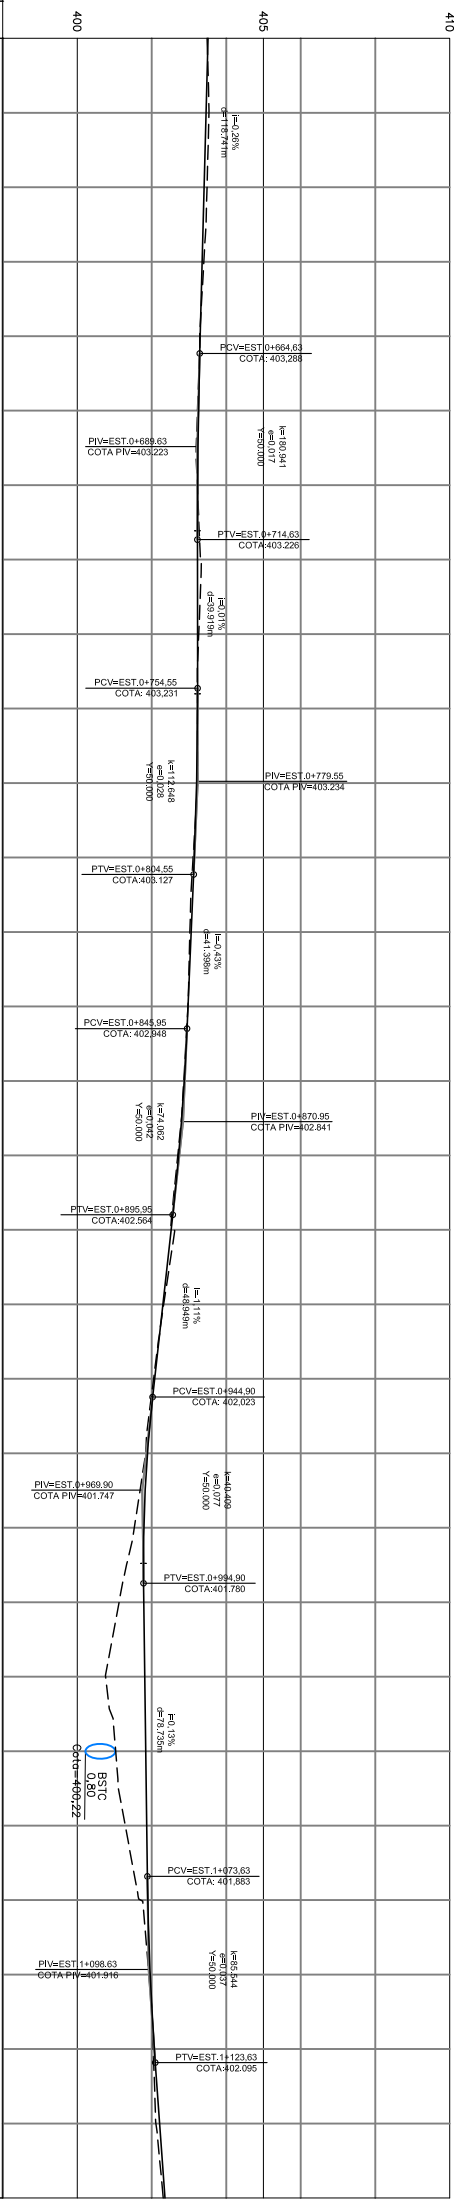 400
405
410
i=-0,26%
d=118.741m
PCV=EST.0+664,63
COTA: 403,288
k=180.941
e=0,017
Y=50.000
PIV=EST.0+689.63
COTA PIV=403.223
PTV=EST.0+714,63
COTA:403.226
i=0,01%
d=39.919m
PCV=EST.0+754,55
COTA: 403,231
k=112.648
e=0,028
Y=50.000
PIV=EST.0+779.55
COTA PIV=403.234
PTV=EST.0+804,55
COTA:403.127
i=-0,43%
d=41.398m
PCV=EST.0+845,95
COTA: 402,948
k=74,062
e=0,042
Y=50.000
PIV=EST.0+870.95
COTA PIV=402.841
PTV=EST.0+895,95
COTA:402.564
i=-1,11%
d=48.949m
PCV=EST.0+944,90
COTA: 402,023
k=40.409
e=0,077
Y=50.000
PIV=EST.0+969.90
COTA PIV=401.747
PTV=EST.0+994,90
COTA:401.780
i=0,13%
d=78.735m
BSTC
0,80
Cota=400,22
PCV=EST.1+073,63
COTA: 401,883
k=85,544
e=0,037
Y=50.000
PIV=EST.1+098.63
COTA PIV=401.916
PTV=EST.1+123,63
COTA:402.095